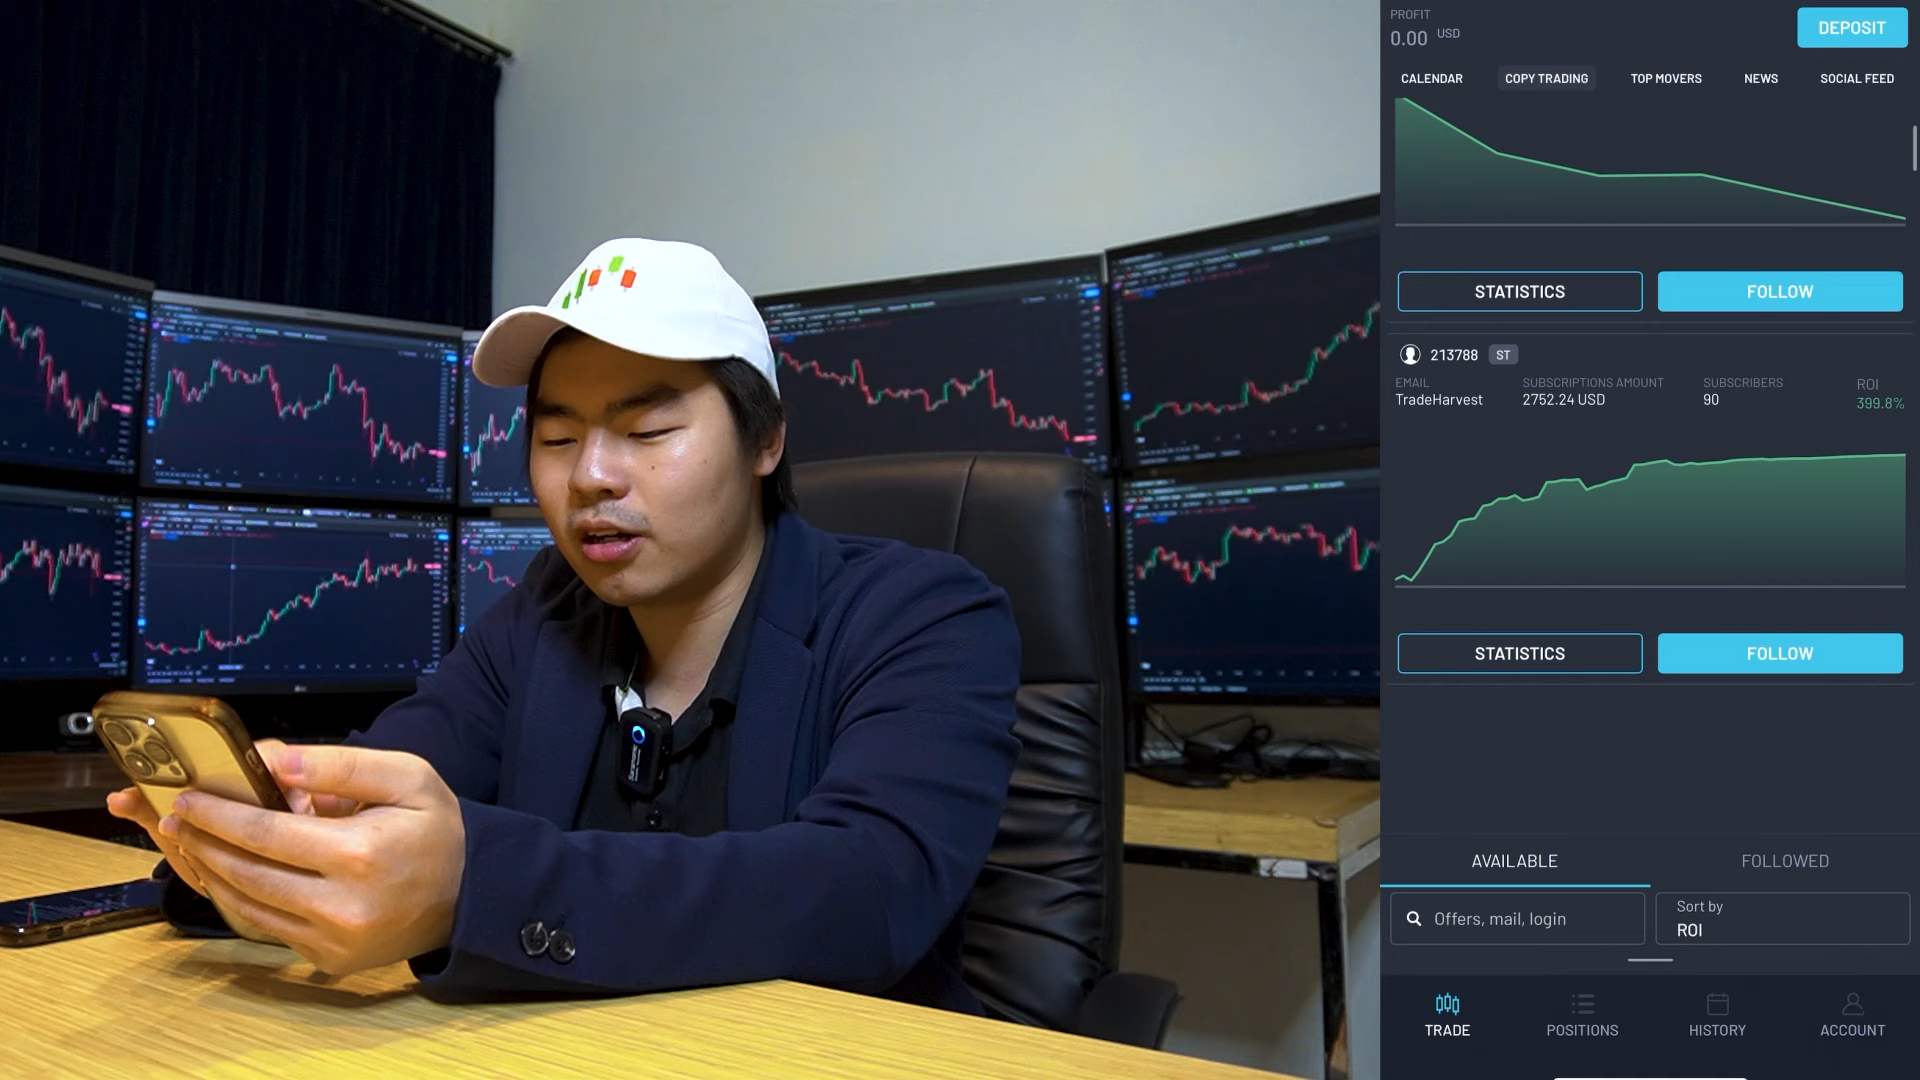 PROFIT
0.00 USD
DEPOSIT
CALENDAR COPY TRADING TOP MOVERS NEWS SOCIAL FEED
STATISTICS FOLLOW
213788 ST
EMAIL SUBSCRIPTIONS AMOUNT SUBSCRIBERS ROI
TradeHarvest 2752.24 USD 90 399.8%
STATISTICS FOLLOW
AVAILABLE FOLLOWED
Offers, mail, login
Sort by
ROI
TRADE POSITIONS HISTORY ACCOUNT